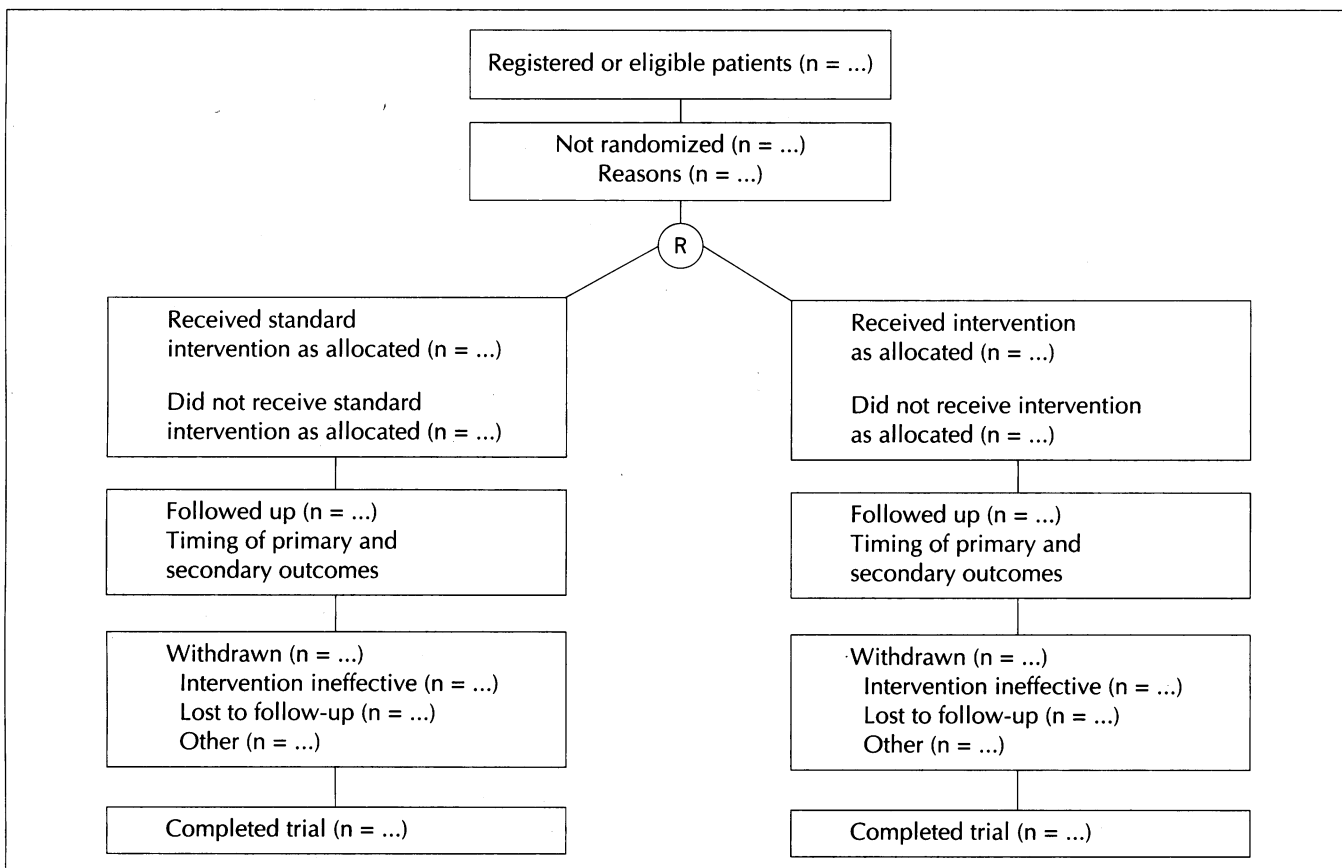 Registered or eligible patients (n = ...)
Not randomized (n = ...)
Reasons (n = ...)
R
Received standard
intervention as allocated (n = ...)
Did not receive standard
intervention as allocated (n = ...)
Followed up (n = ...)
Timing of primary and
secondary outcomes
Withdrawn (n = ...)
Intervention ineffective (n = ...)
Lost to follow-up (n = ...)
Other (n = ...)
Completed trial (n = ...)
Received intervention
as allocated (n = ...)
Did not receive intervention
as allocated (n = ...)
Followed up (n = ...)
Timing of primary and
secondary outcomes
Withdrawn (n = ...)
Intervention ineffective (n = ...)
Lost to follow-up (n = ...)
Other (n = ...)
Completed trial (n = ...)